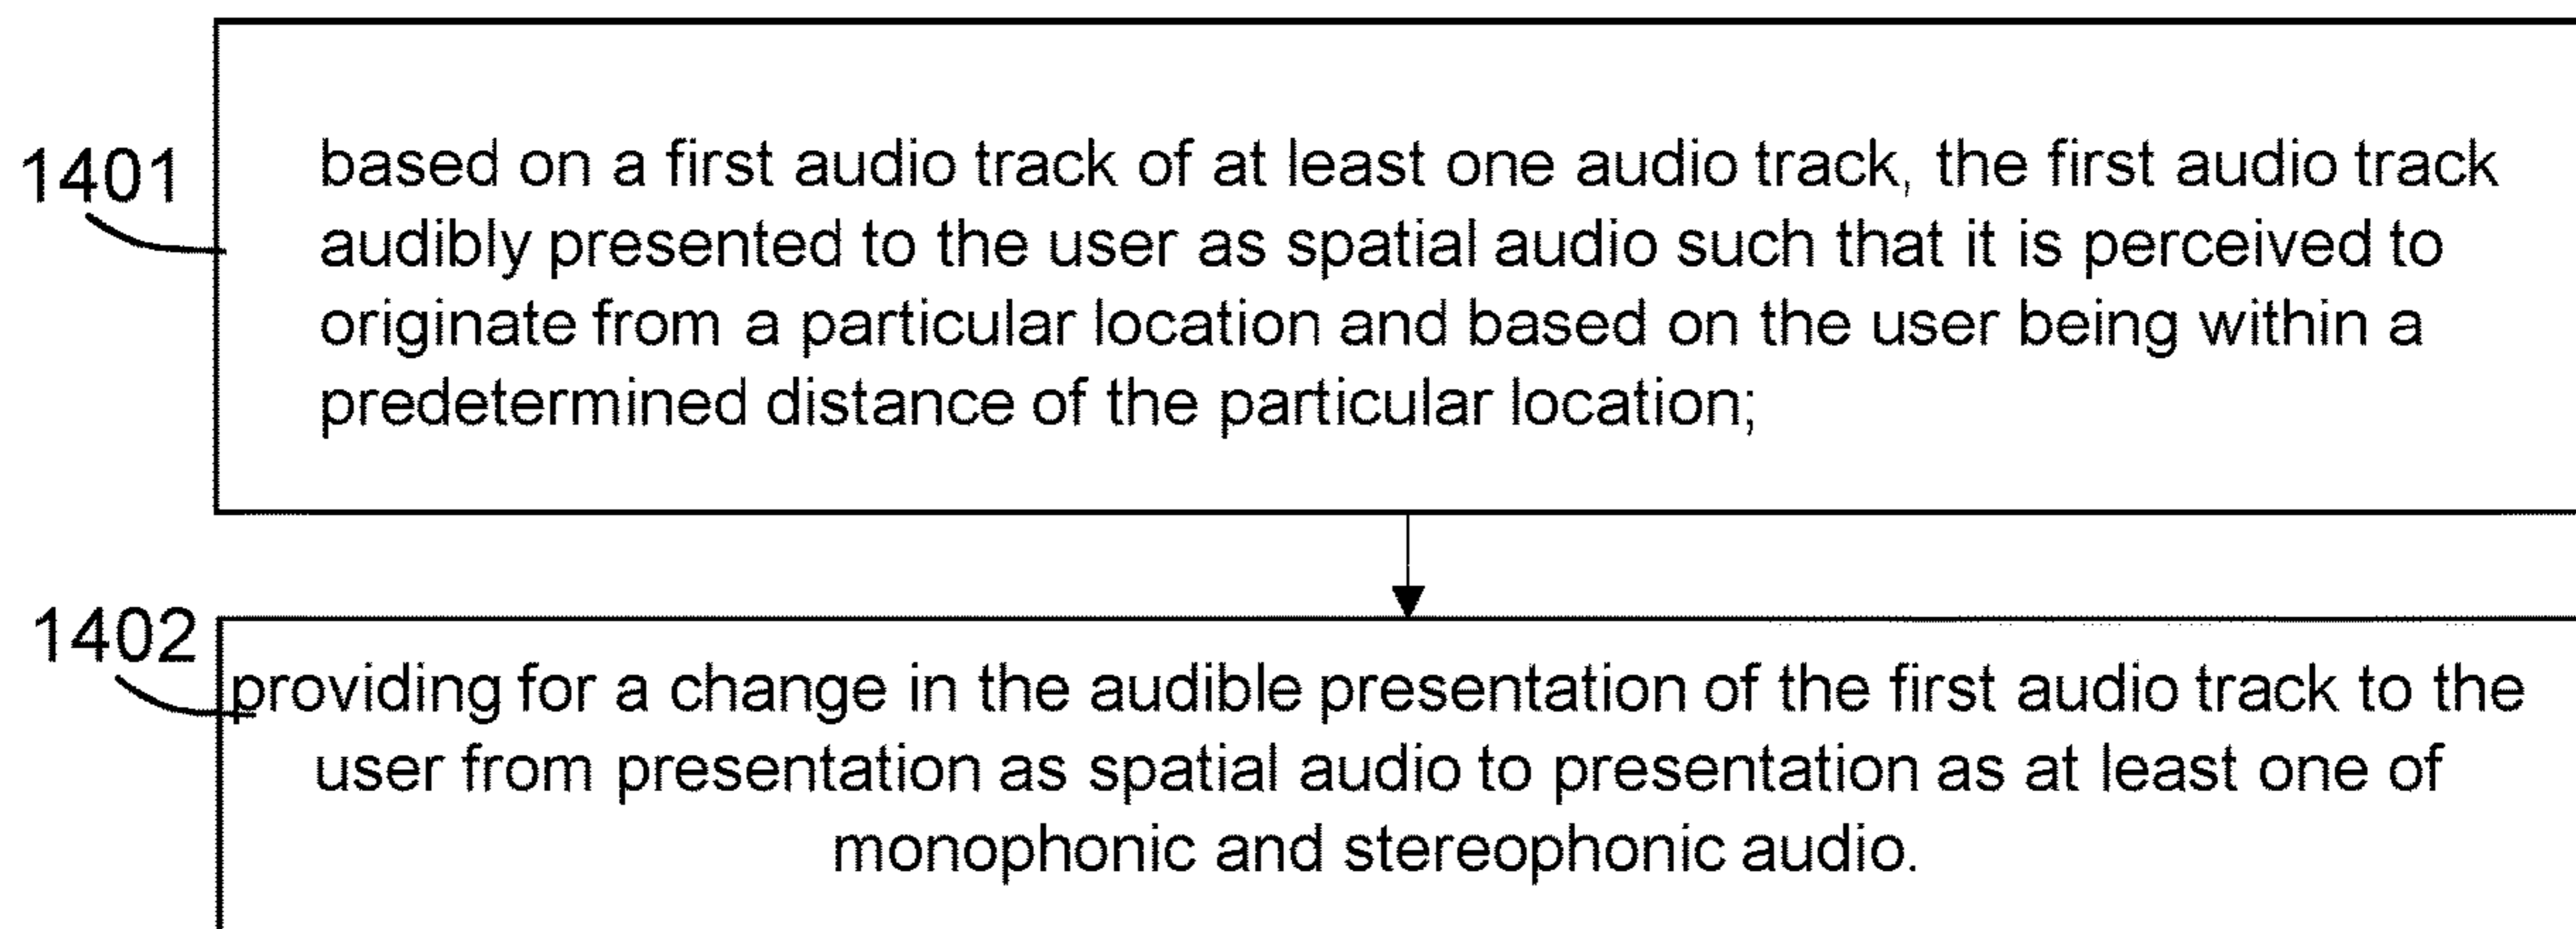 1401
based on a first audio track of at least one audio track, the first audio track
audibly presented to the user as spatial audio such that it is perceived to
originate from a particular location and based on the user being within a
predetermined distance of the particular location;
1402
providing for a change in the audible presentation of the first audio track to the
user from presentation as spatial audio to presentation as at least one of
monophonic and stereophonic audio.